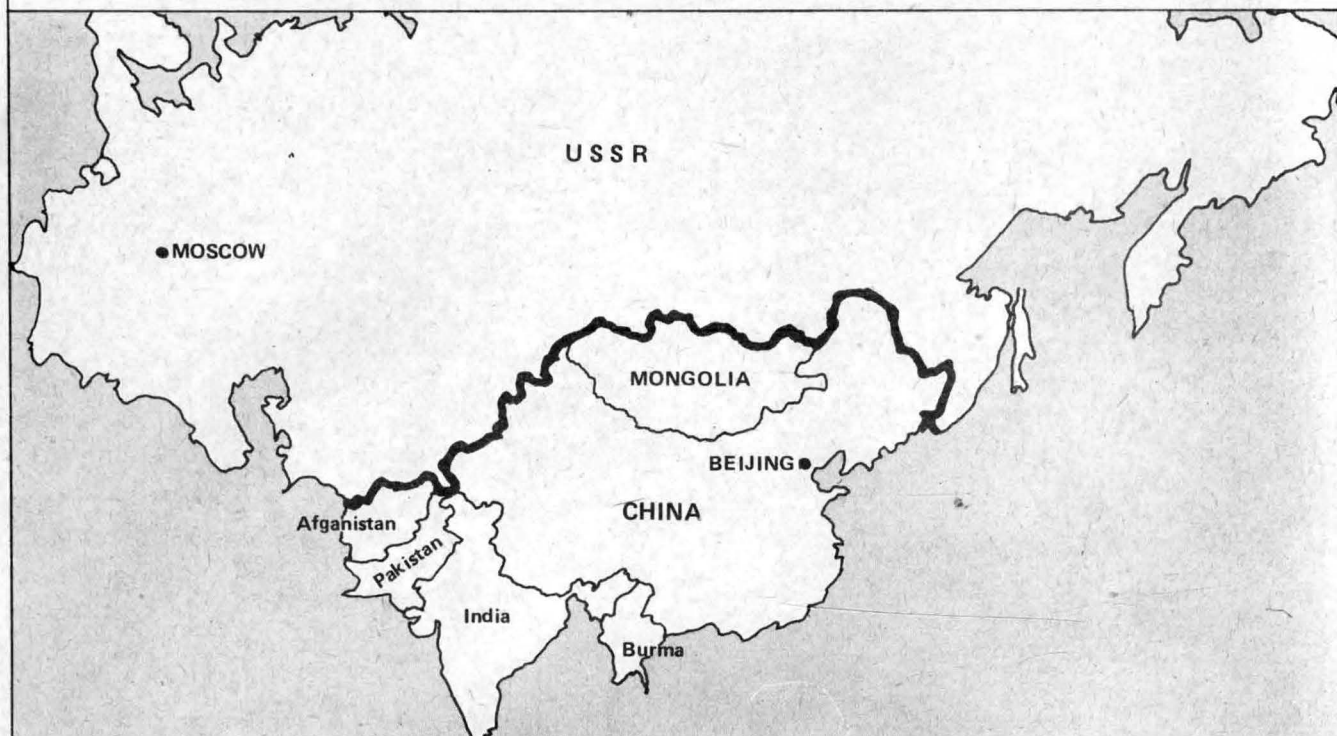 USSR
MOSCOW
MONGOLIA
BEIJING
CHINA
Afganistan
Pakistan
India
Burma